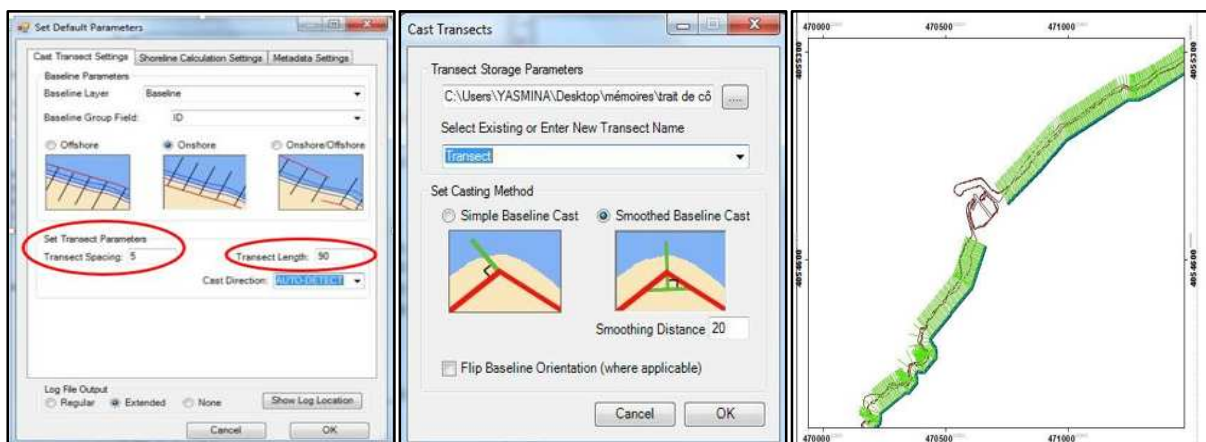 Set Default Parameters
Cast Transect Settings Shoreline Calculation Settings Metadata Settings
Baseline Parameters
Baseline Layer Baseline
Baseline Group Field: ID
Offshore Onshore Onshore/Offshore
Set Transect Parameters
Transect Spacing: 5 Transect Length: 90
Cast Direction: AUTO-DETECT
Log File Output
Regular Extended None Show Log Location
Cancel OK
Cast Transects
Transect Storage Parameters
C:\Users\YASMINA\Desktop\mémoires\trait de cô ....
Select Existing or Enter New Transect Name
Transect
Set Casting Method
Simple Baseline Cast Smoothed Baseline Cast
Smoothing Distance 20
Flip Baseline Orientation (where applicable)
Cancel OK
470000 470500 471000
4055300 4055300
4054600 4054600
470000 470500 471000